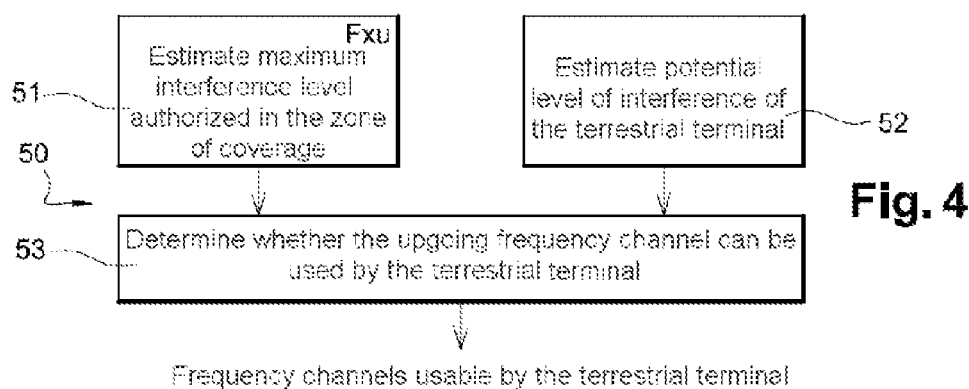 Fxu
Estimate maximum
interference level
authorized in the zone
of coverage
51
Estimate potential
level of interference of
the terrestrial terminal
52
50
Fig. 4
Determine whether the upgoing frequency channel can be
used by the terrestrial terminal
53
Frequency channels usable by the terrestrial terminal